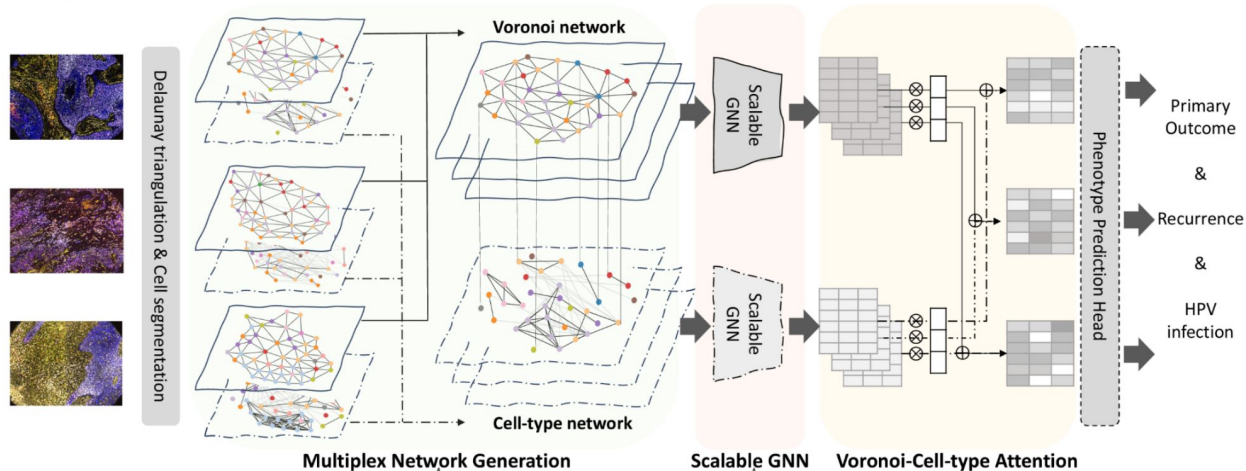 Delaunay triangulation & Cell segmentation
Voronoi network
Cell-type network
Multiplex Network Generation
Scalable
GNN
Scalable
GNN
Scalable GNN
Voronoi-Cell-type Attention
Phenotype Prediction Head
Primary
Outcome
&
Recurrence
&
HPV
infection